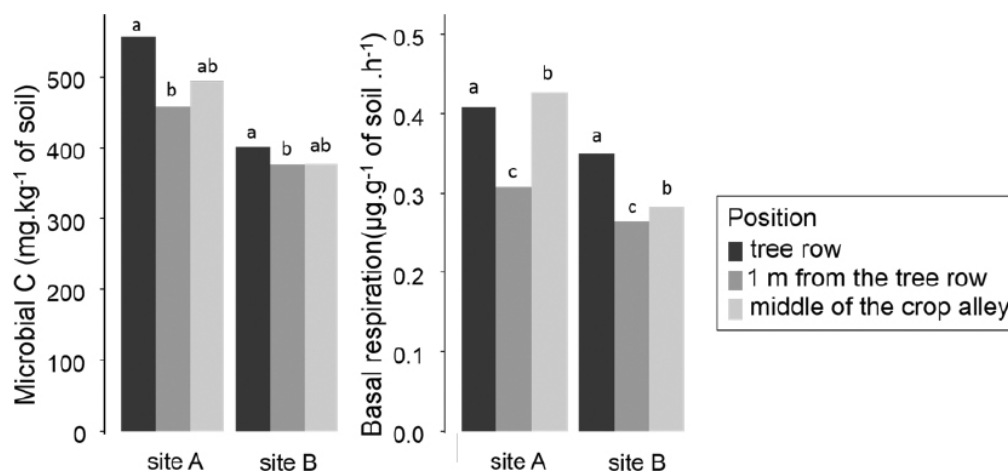 Microbial C (mg.kg⁻¹ of soil)
500
400
300
200
100
0
a
b
ab
a
b
ab
site A
site B
Basal respiration(µg.g⁻¹ of soil .h⁻¹)
0.5
0.4
0.3
0.2
0.1
0.0
a
c
b
a
c
b
site A
site B
Position
tree row
1 m from the tree row
middle of the crop alley